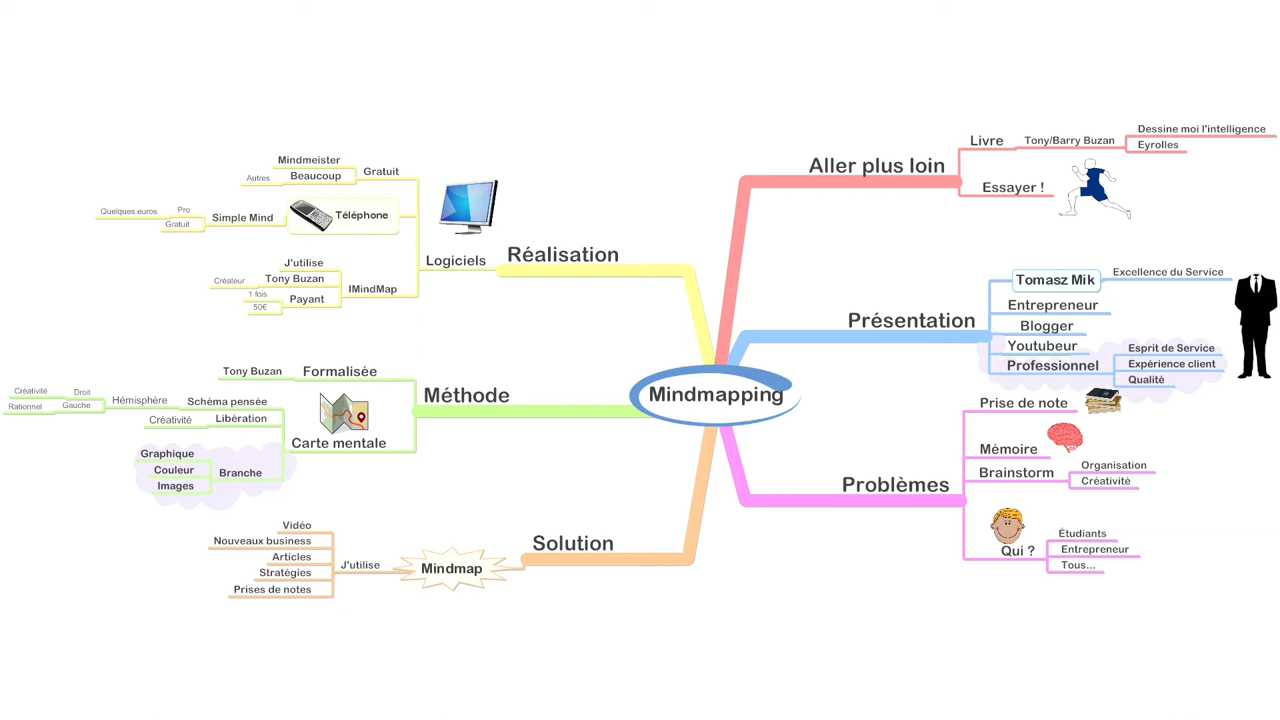 Mindmapping
Aller plus loin
Livre
Tony/Barry Buzan
Dessine moi l'intelligence
Eyrolles
Essayer !
Présentation
Tomasz Mik
Excellence du Service
Entrepreneur
Blogger
Youtubeur
Professionnel
Esprit de Service
Expérience client
Qualité
Problèmes
Prise de note
Mémoire
Brainstorm
Organisation
Créativité
Qui ?
Étudiants
Entrepreneur
Tous...
Solution
Mindmap
J'utilise
Vidéo
Nouveaux business
Articles
Stratégies
Prises de notes
Méthode
Formalisée
Tony Buzan
Carte mentale
Schéma pensée
Hémisphère
Droit
Créativité
Gauche
Rationnel
Libération
Créativité
Branche
Graphique
Couleur
Images
Réalisation
Logiciels
Gratuit
Mindmeister
Beaucoup
Autres
Téléphone
Simple Mind
Pro
Quelques euros
Gratuit
IMindMap
J'utilise
Tony Buzan
Créateur
Payant
1 fois
50€